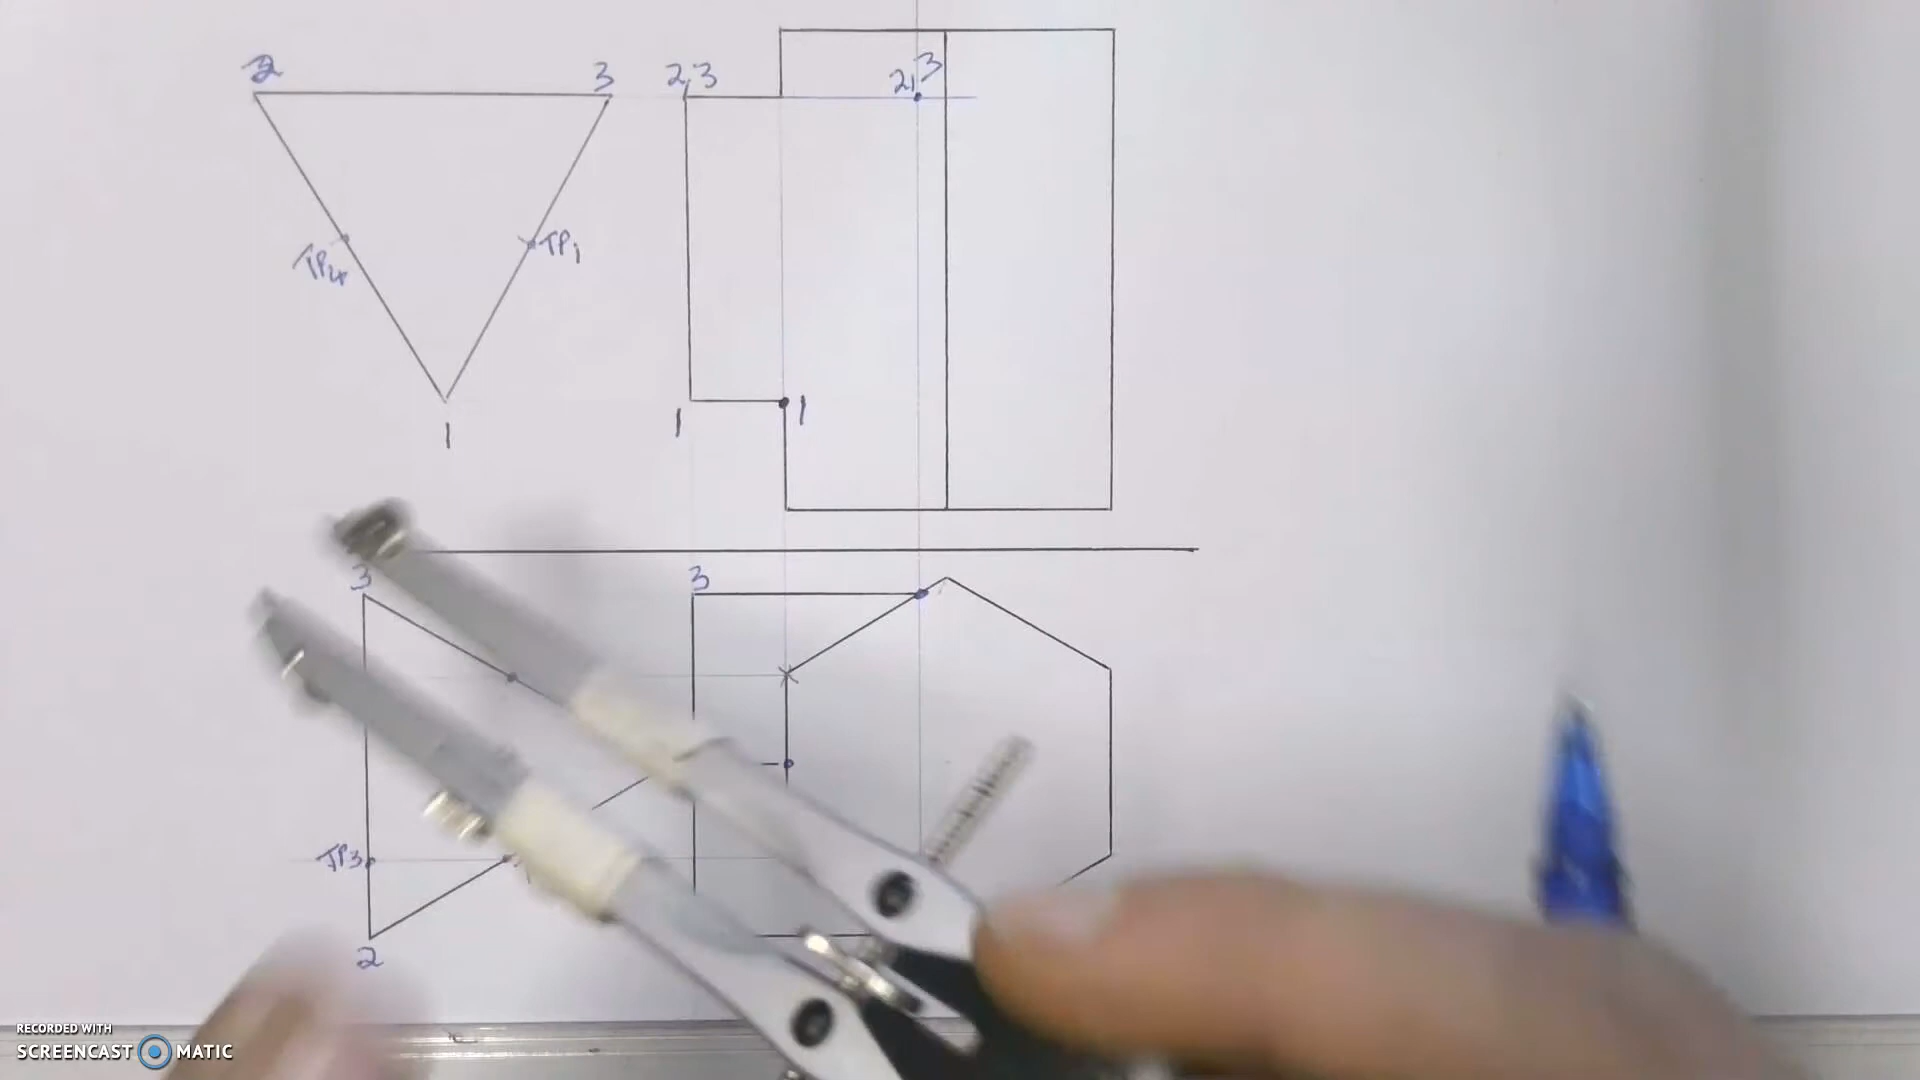 2
3
2,3
2,3
TP1
TP4
1
1
1
3
3
TP3
2
RECORDED WITH
SCREENCAST MATIC